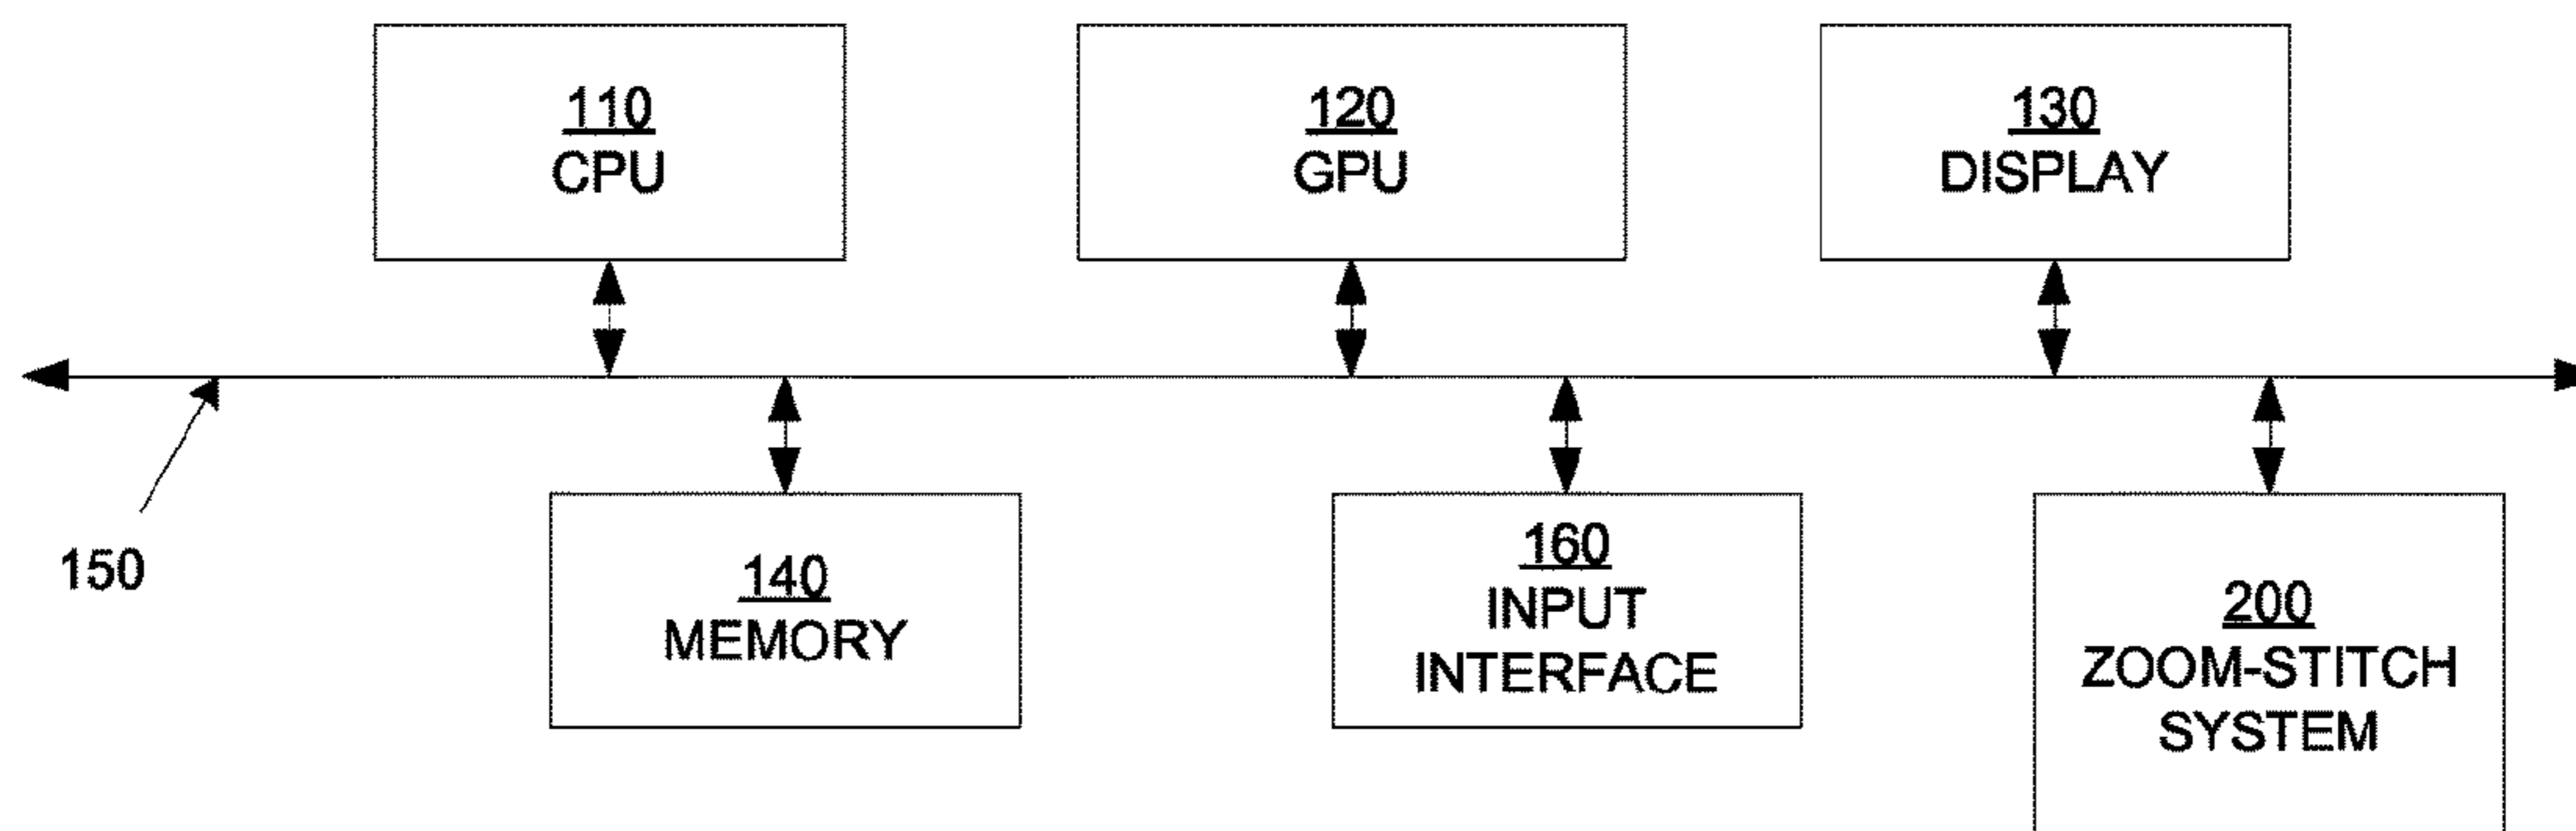 110
CPU
120
GPU
130
DISPLAY
150
140
MEMORY
160
INPUT
INTERFACE
200
ZOOM-STITCH
SYSTEM